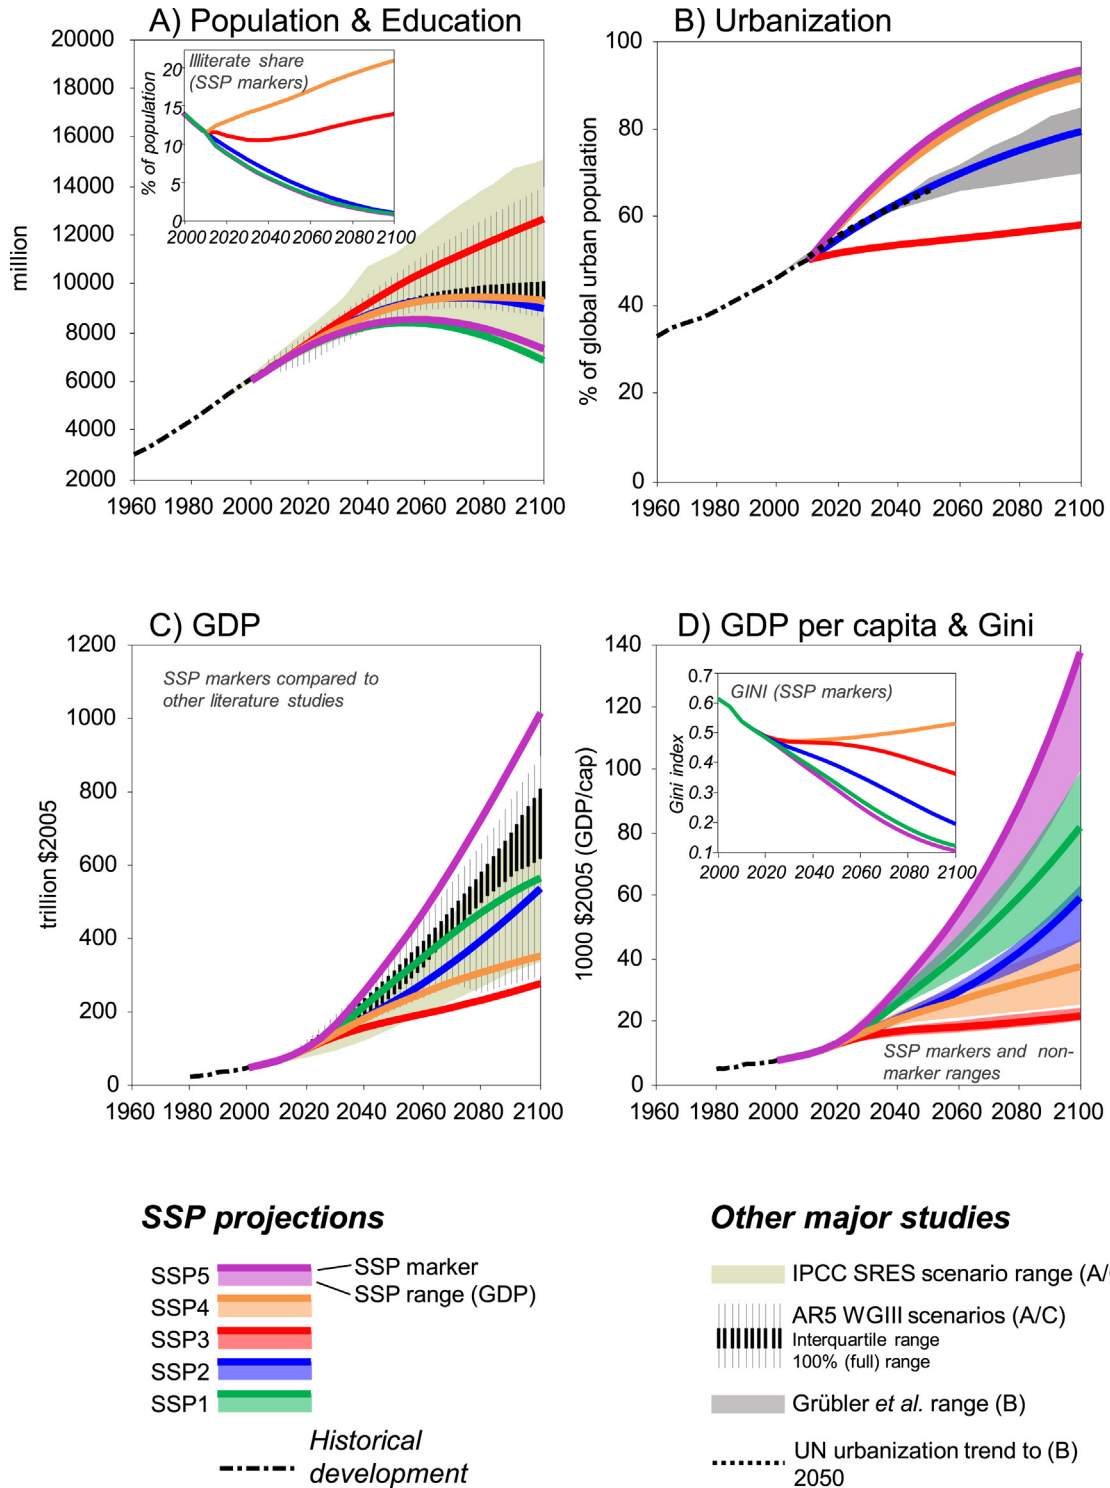 A) Population & Education
20000
18000
16000
14000
12000
10000
8000
6000
4000
2000
million
1960 1980 2000 2020 2040 2060 2080 2100
Illiterate share
(SSP markers)
% of population
20
15
10
5
0
2000 2020 2040 2060 2080 2100
B) Urbanization
100
80
60
40
20
0
% of global urban population
1960 1980 2000 2020 2040 2060 2080 2100
C) GDP
1200
1000
800
600
400
200
0
trillion $2005
SSP markers compared to
other literature studies
1960 1980 2000 2020 2040 2060 2080 2100
D) GDP per capita & Gini
140
120
100
80
60
40
20
0
1000 $2005 (GDP/cap)
GINI (SSP markers)
Gini index
0.7
0.6
0.5
0.4
0.3
0.2
0.1
2000 2020 2040 2060 2080 2100
SSP markers and non-
marker ranges
1960 1980 2000 2020 2040 2060 2080 2100
SSP projections
SSP5
SSP marker
SSP range (GDP)
SSP4
SSP3
SSP2
SSP1
Historical
development
Other major studies
IPCC SRES scenario range (A/
AR5 WGIII scenarios (A/C)
Interquartile range
100% (full) range
Grübler et al. range (B)
UN urbanization trend to (B)
2050